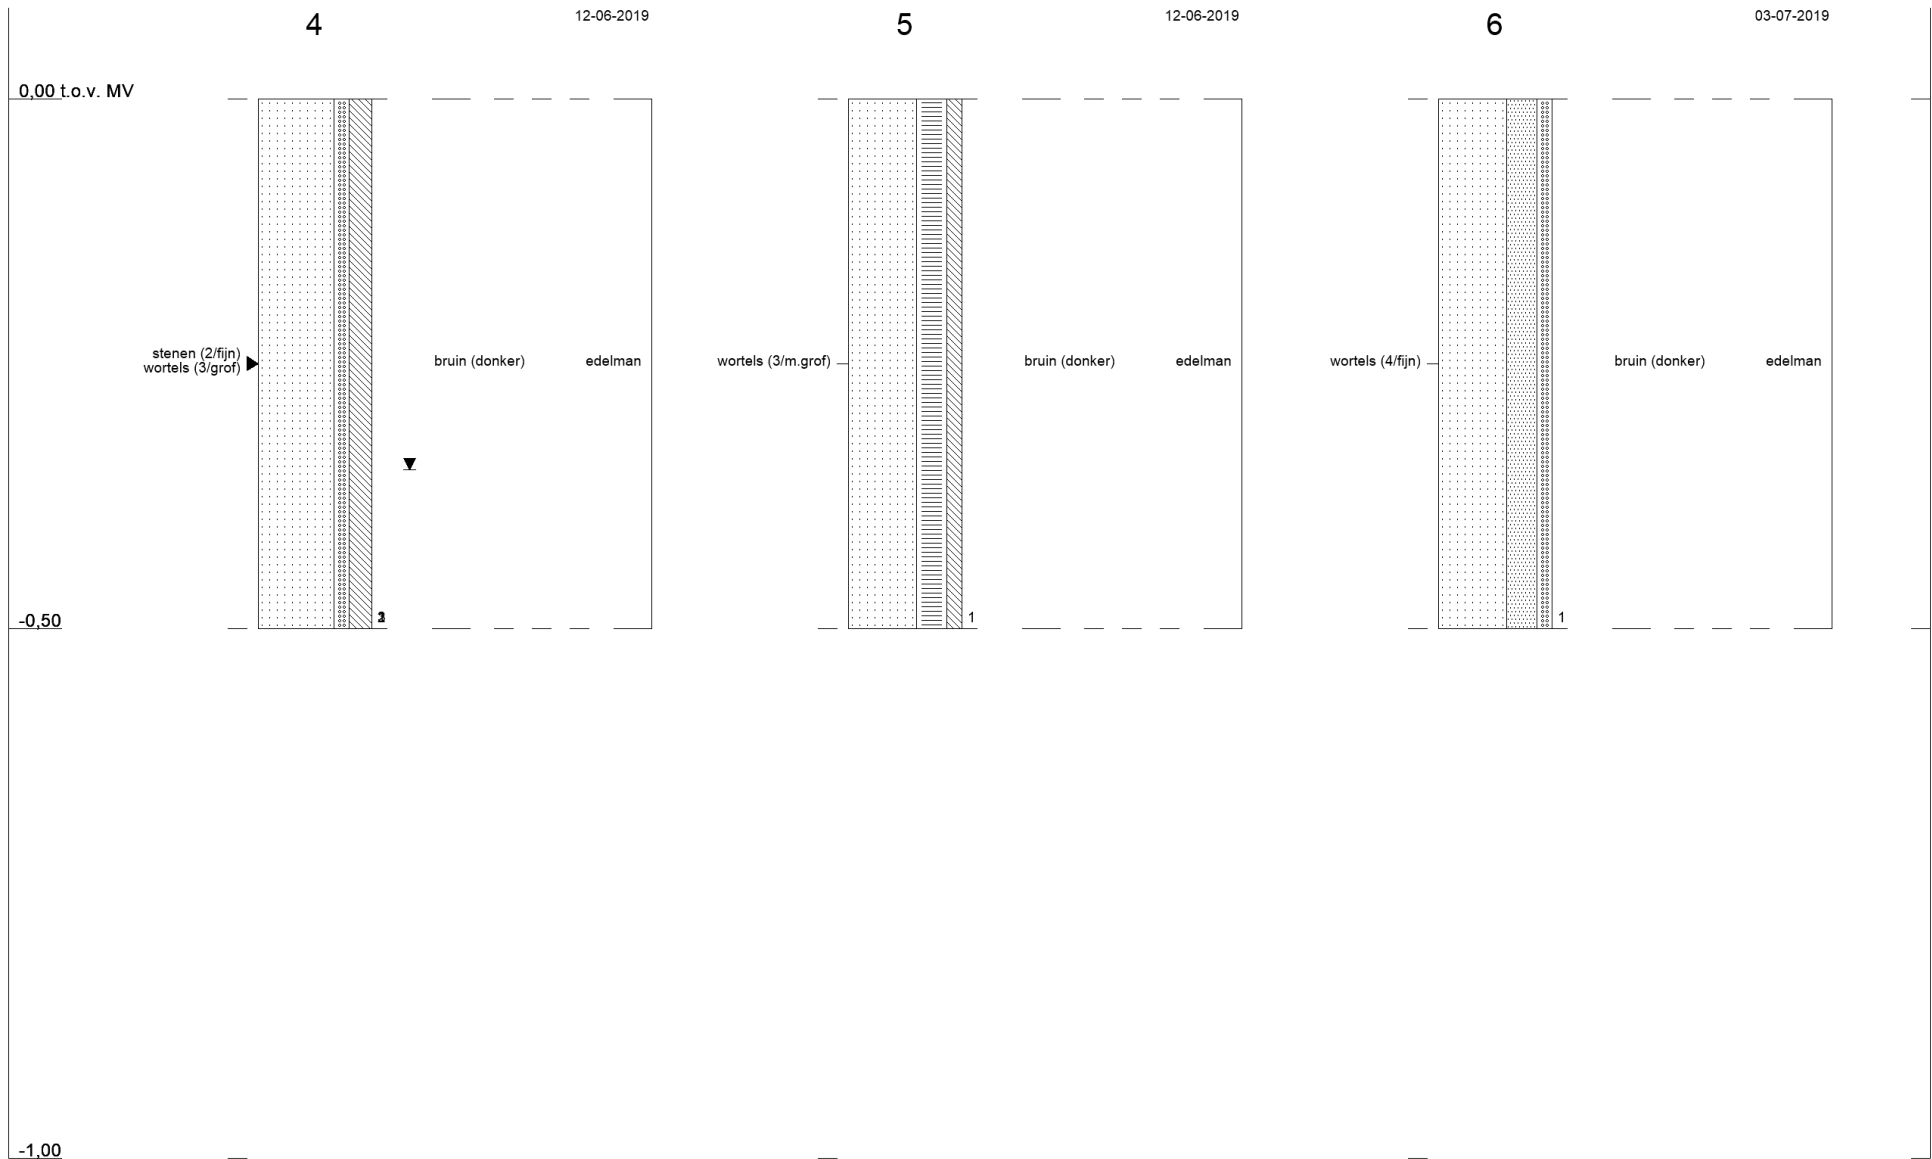 4
12-06-2019
5
12-06-2019
6
03-07-2019
0,00 t.o.v. MV
stenen (2/fijn)
wortels (3/grof)
bruin (donker)
edelman
wortels (3/m.grof)
bruin (donker)
edelman
wortels (4/fijn)
bruin (donker)
edelman
1
1
-0,50
-1,00